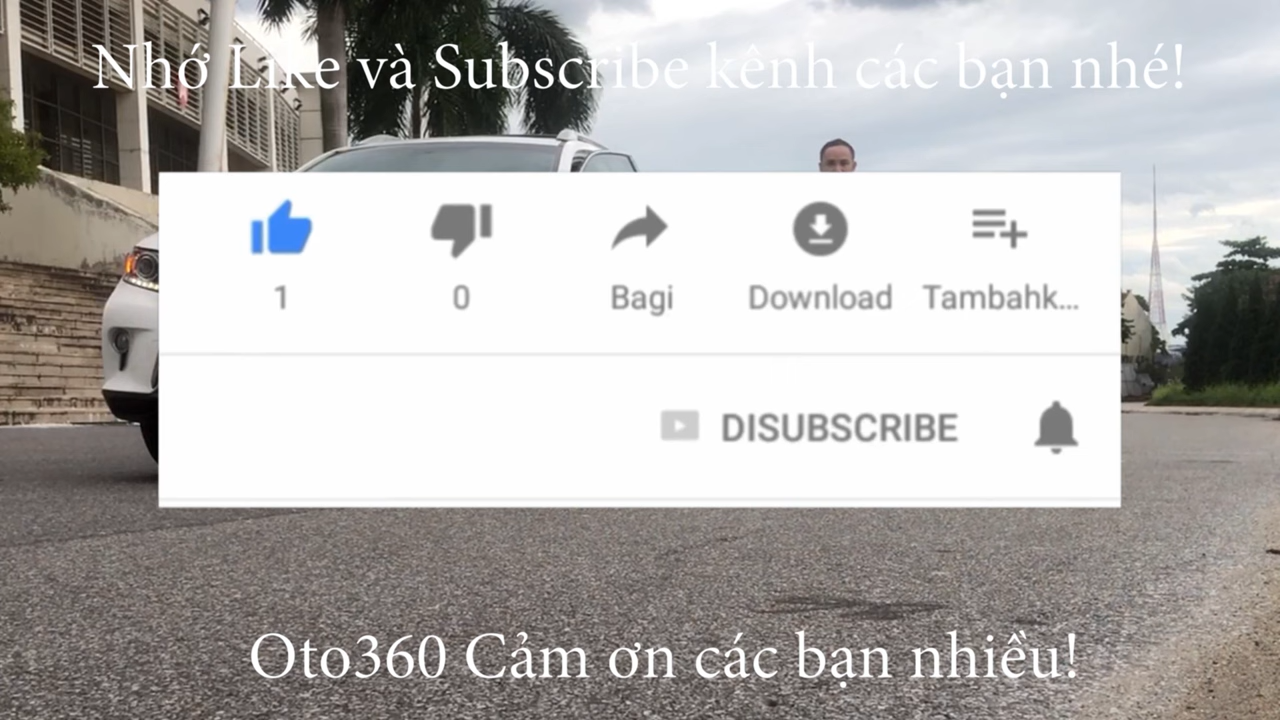 Nhớ Like và Subscribe kênh các bạn nhé!
1 0 Bagi Download Tambahk...
DISUBSCRIBE
Oto360 Cảm ơn các bạn nhiều!